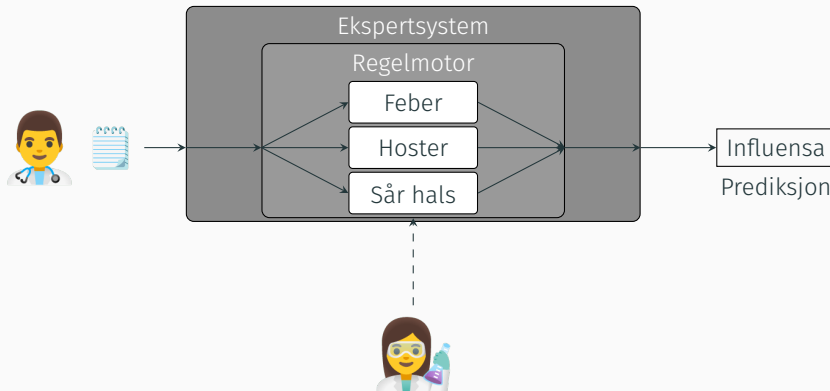 Ekspertsystem
Regelmotor
Feber
Hoster
Sår hals
Influensa
Prediksjon